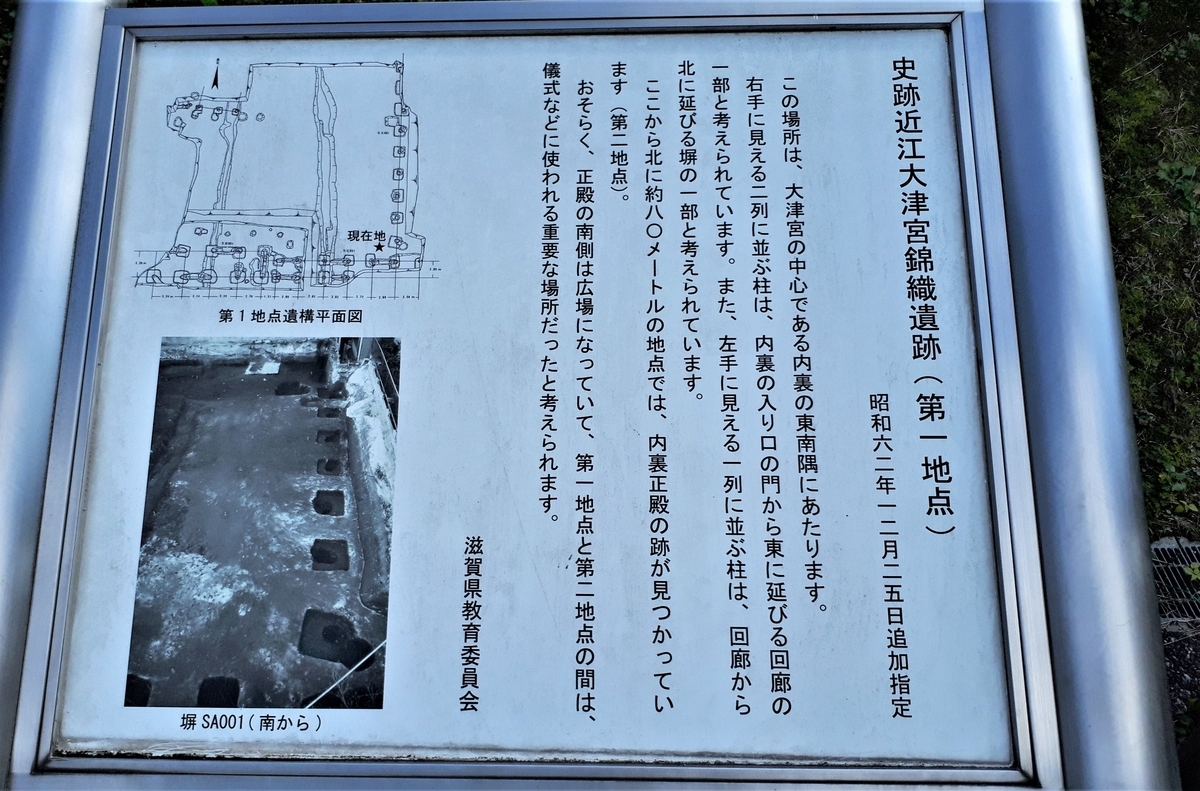 史跡近江大津宮錦織遺跡（第一地点）
昭和六二年一二月二五日追加指定
この場所は、大津宮の中心である内裏の東南隅にあたります。
右手に見える二列に並ぶ柱は、内裏の入り口の門から東に延びる回廊の
一部と考えられています。また、左手に見える一列に並ぶ柱は、回廊から
北に延びる塀の一部と考えられています。
ここから北に約八〇メートルの地点では、内裏正殿の跡が見つかってい
ます（第二地点）。
おそらく、正殿の南側は広場になっていて、第一地点と第二地点の間は、
儀式などに使われる重要な場所だったと考えられます。
滋賀県教育委員会
現在地
第1地点遺構平面図
塀SA001(南から)